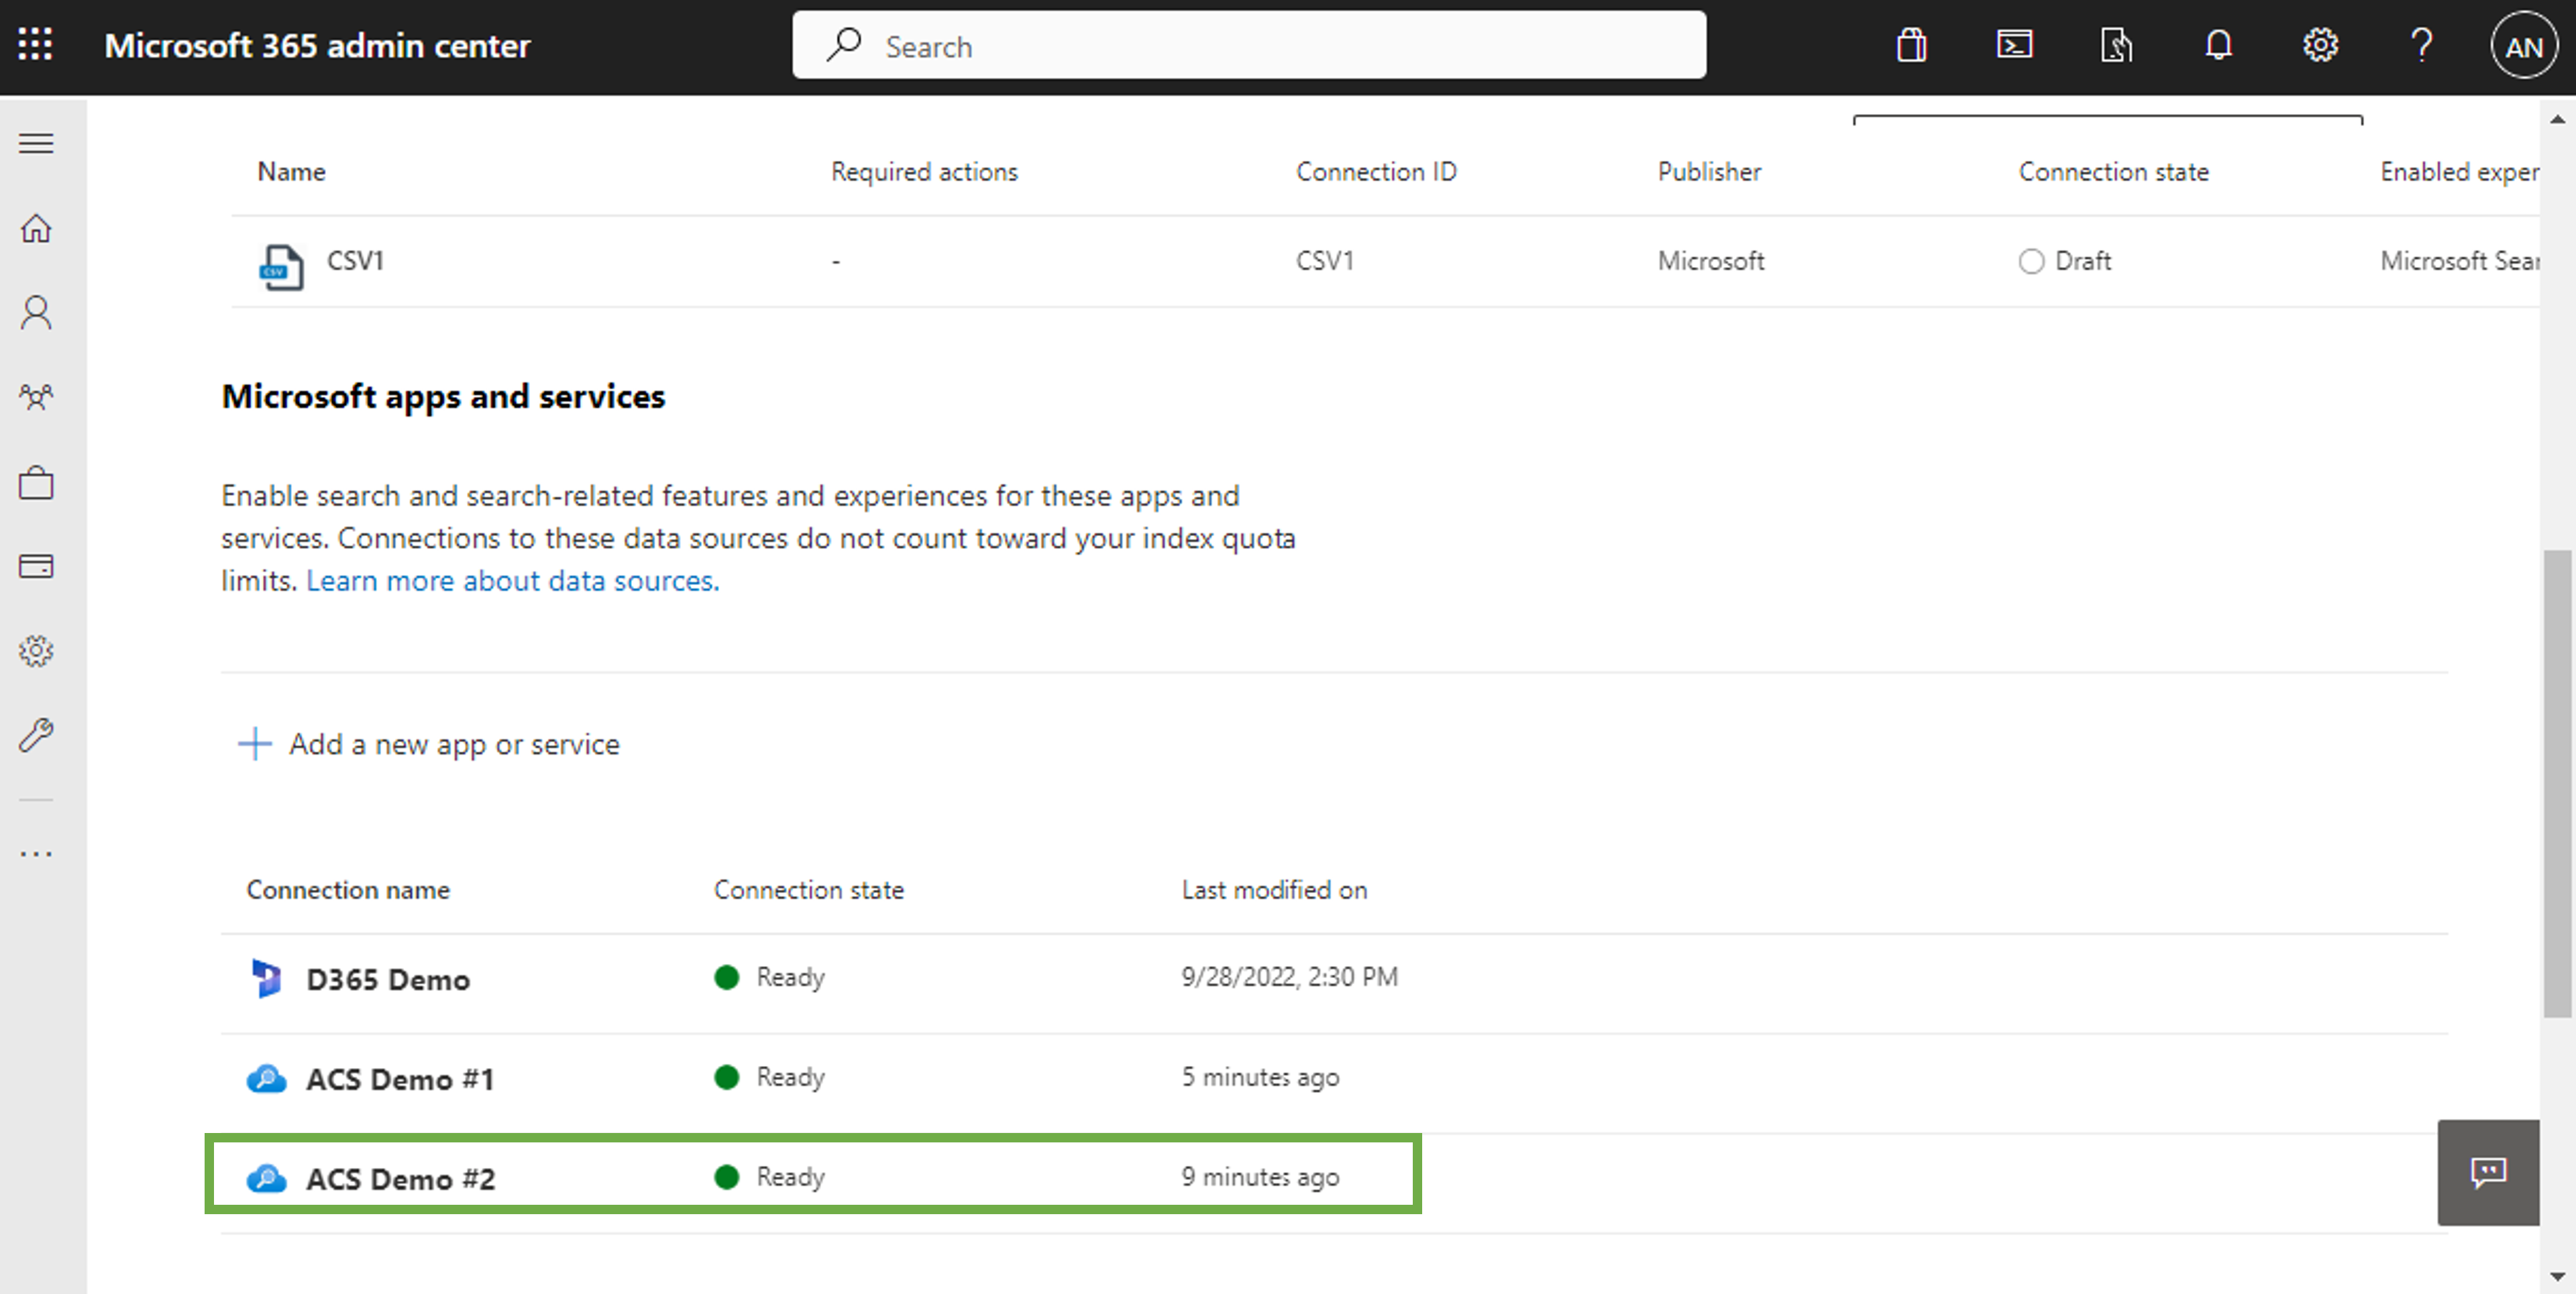 Microsoft 365 admin center
Search
AN
Name Required actions Connection ID Publisher Connection state Enabled exper
CSV CSV1 - CSV1 Microsoft Draft Microsoft Sear
Microsoft apps and services
Enable search and search-related features and experiences for these apps and
services. Connections to these data sources do not count toward your index quota
limits. Learn more about data sources.
Add a new app or service
Connection name Connection state Last modified on
D365 Demo Ready 9/28/2022, 2:30 PM
ACS Demo #1 Ready 5 minutes ago
ACS Demo #2 Ready 9 minutes ago